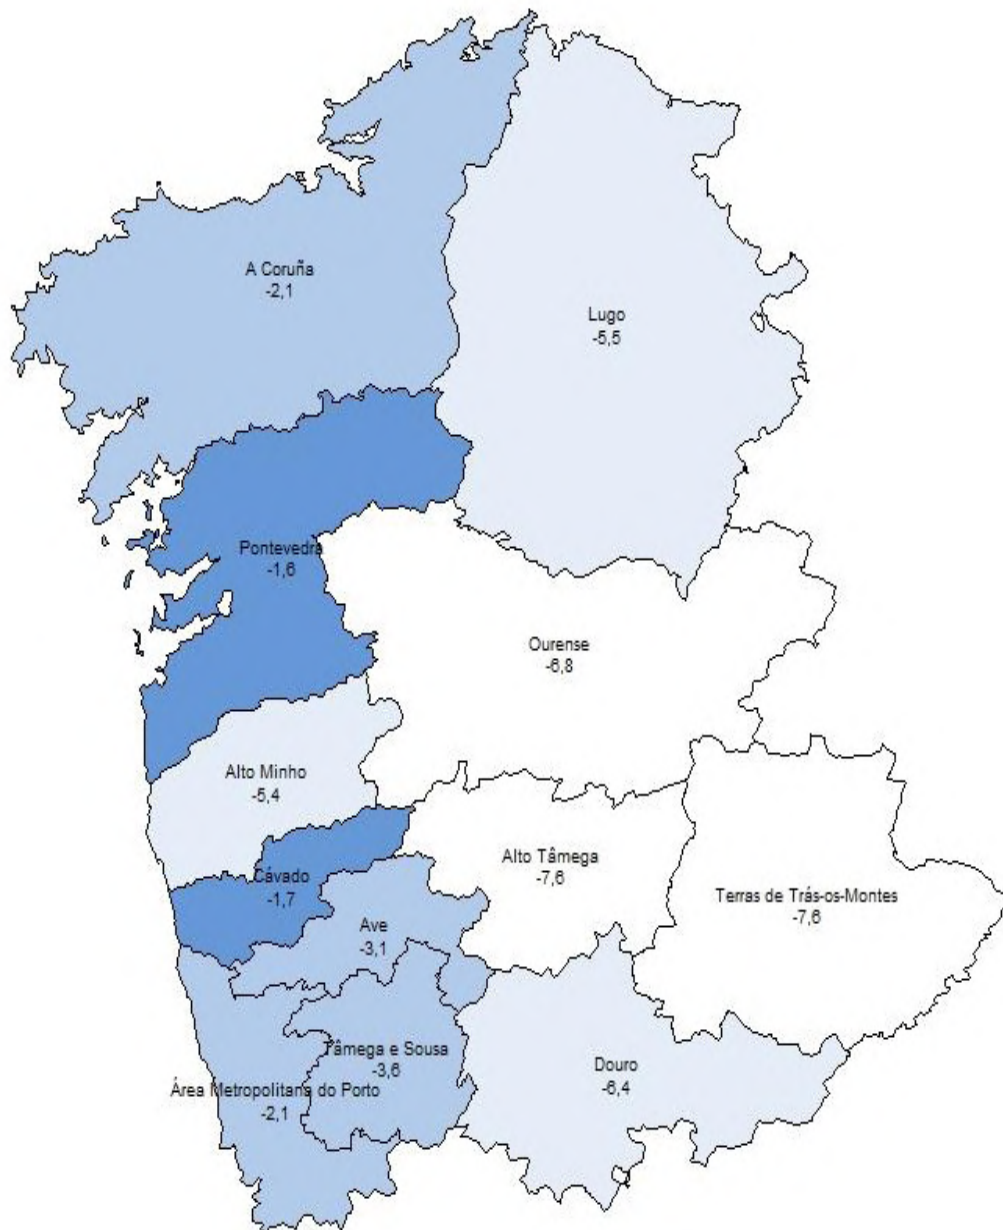 A Coruña
-2,1
Lugo
-5,5
Pontevedra
-1,6
Ourense
-6,8
Alto Minho
-5,4
Alto Tâmega
-7,6
Cávado
-1,7
Terras de Trás-os-Montes
-7,6
Ave
-3,1
Tâmega e Sousa
-3,6
Douro
-6,4
Área Metropolitana do Porto
-2,1